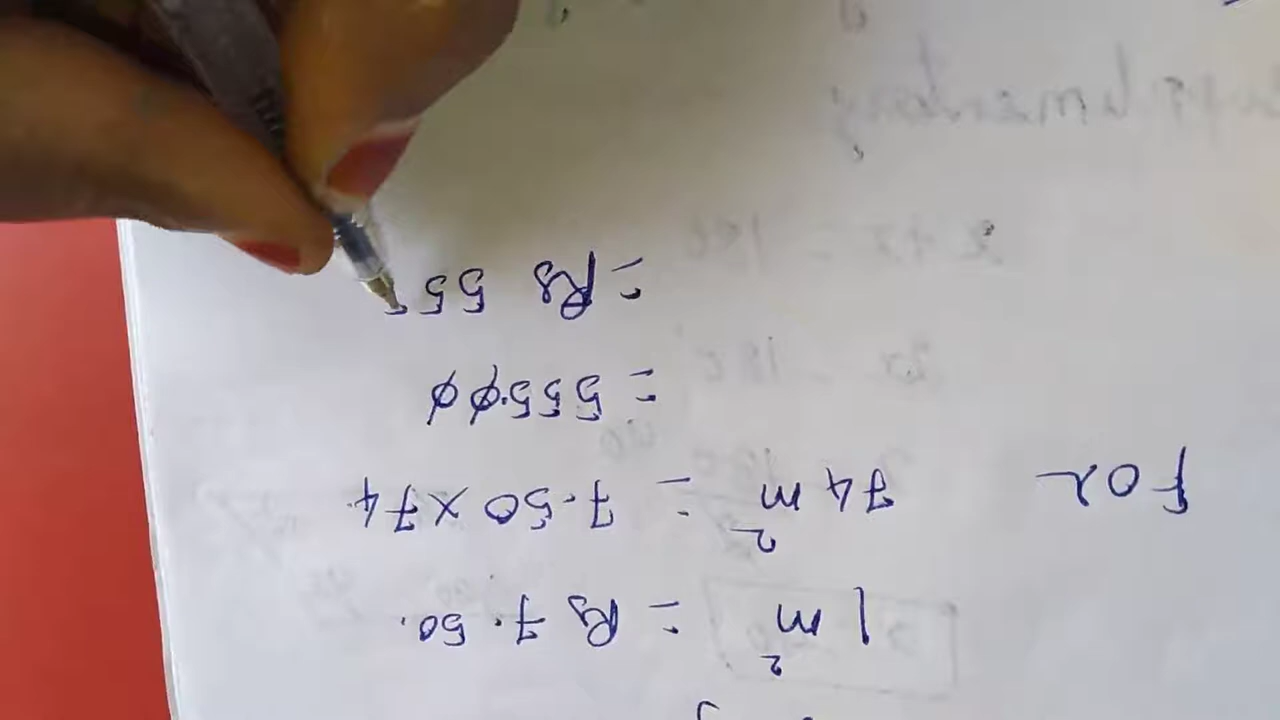 1 m² = Rs 7.50.
For 74 m² = 7.50 x 74
= 555.00
= Rs 55